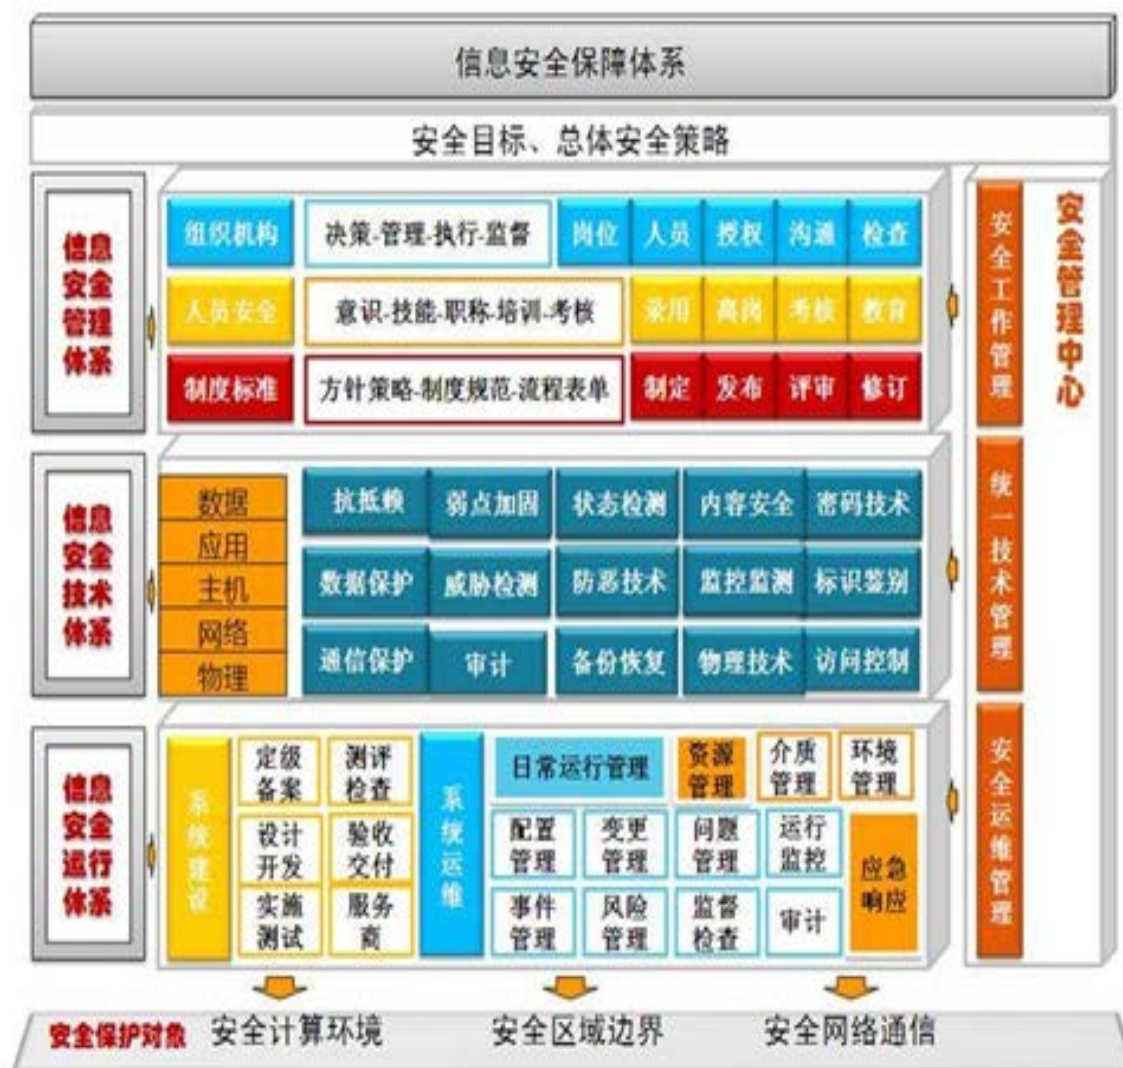 信息安全保障体系
安全目标、总体安全策略
信息
安全
管理
体系
组织机构 决策-管理-执行-监督 岗位 人员 授权 沟通 检查
人员安全 意识-技能-职称-培训-考核 录用 离岗 考核 教育
制度标准 方针策略-制度规范-流程表单 制定 发布 评审 修订
安全工作管理
安全管理中心
信息
安全
技术
体系
数据
应用
主机
网络
物理
抗抵赖 弱点加固 状态检测 内容安全 密码技术
数据保护 威胁检测 防恶技术 监控监测 标识鉴别
通信保护 审计 备份恢复 物理技术 访问控制
统一技术管理
信息
安全
运行
体系
系统建设
定级
备案
测评
检查
设计
开发
验收
交付
实施
测试
服务
商
系统运维
日常运行管理
资源
管理
介质
管理
环境
管理
配置
管理
变更
管理
问题
管理
运行
监控
应急
响应
事件
管理
风险
管理
监督
检查
审计
安全运维管理
安全保护对象 安全计算环境 安全区域边界 安全网络通信